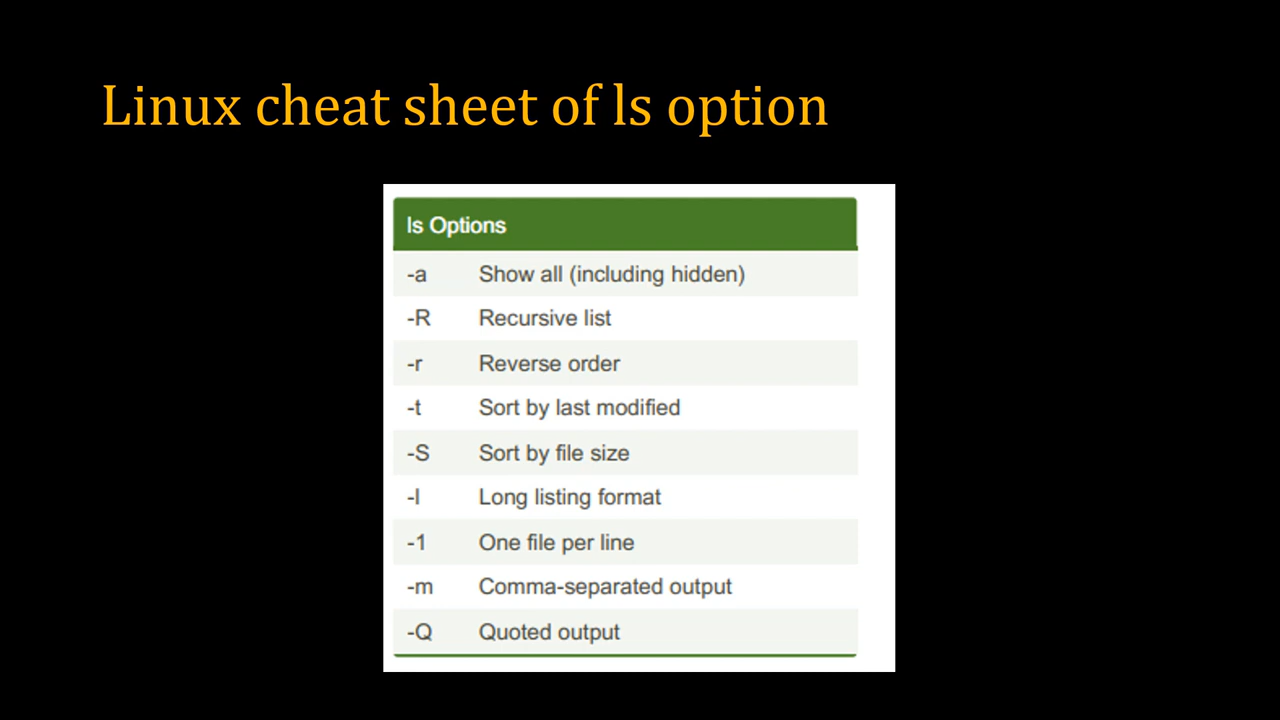 Linux cheat sheet of ls option
ls Options
-a Show all (including hidden)
-R Recursive list
-r Reverse order
-t Sort by last modified
-S Sort by file size
-l Long listing format
-1 One file per line
-m Comma-separated output
-Q Quoted output